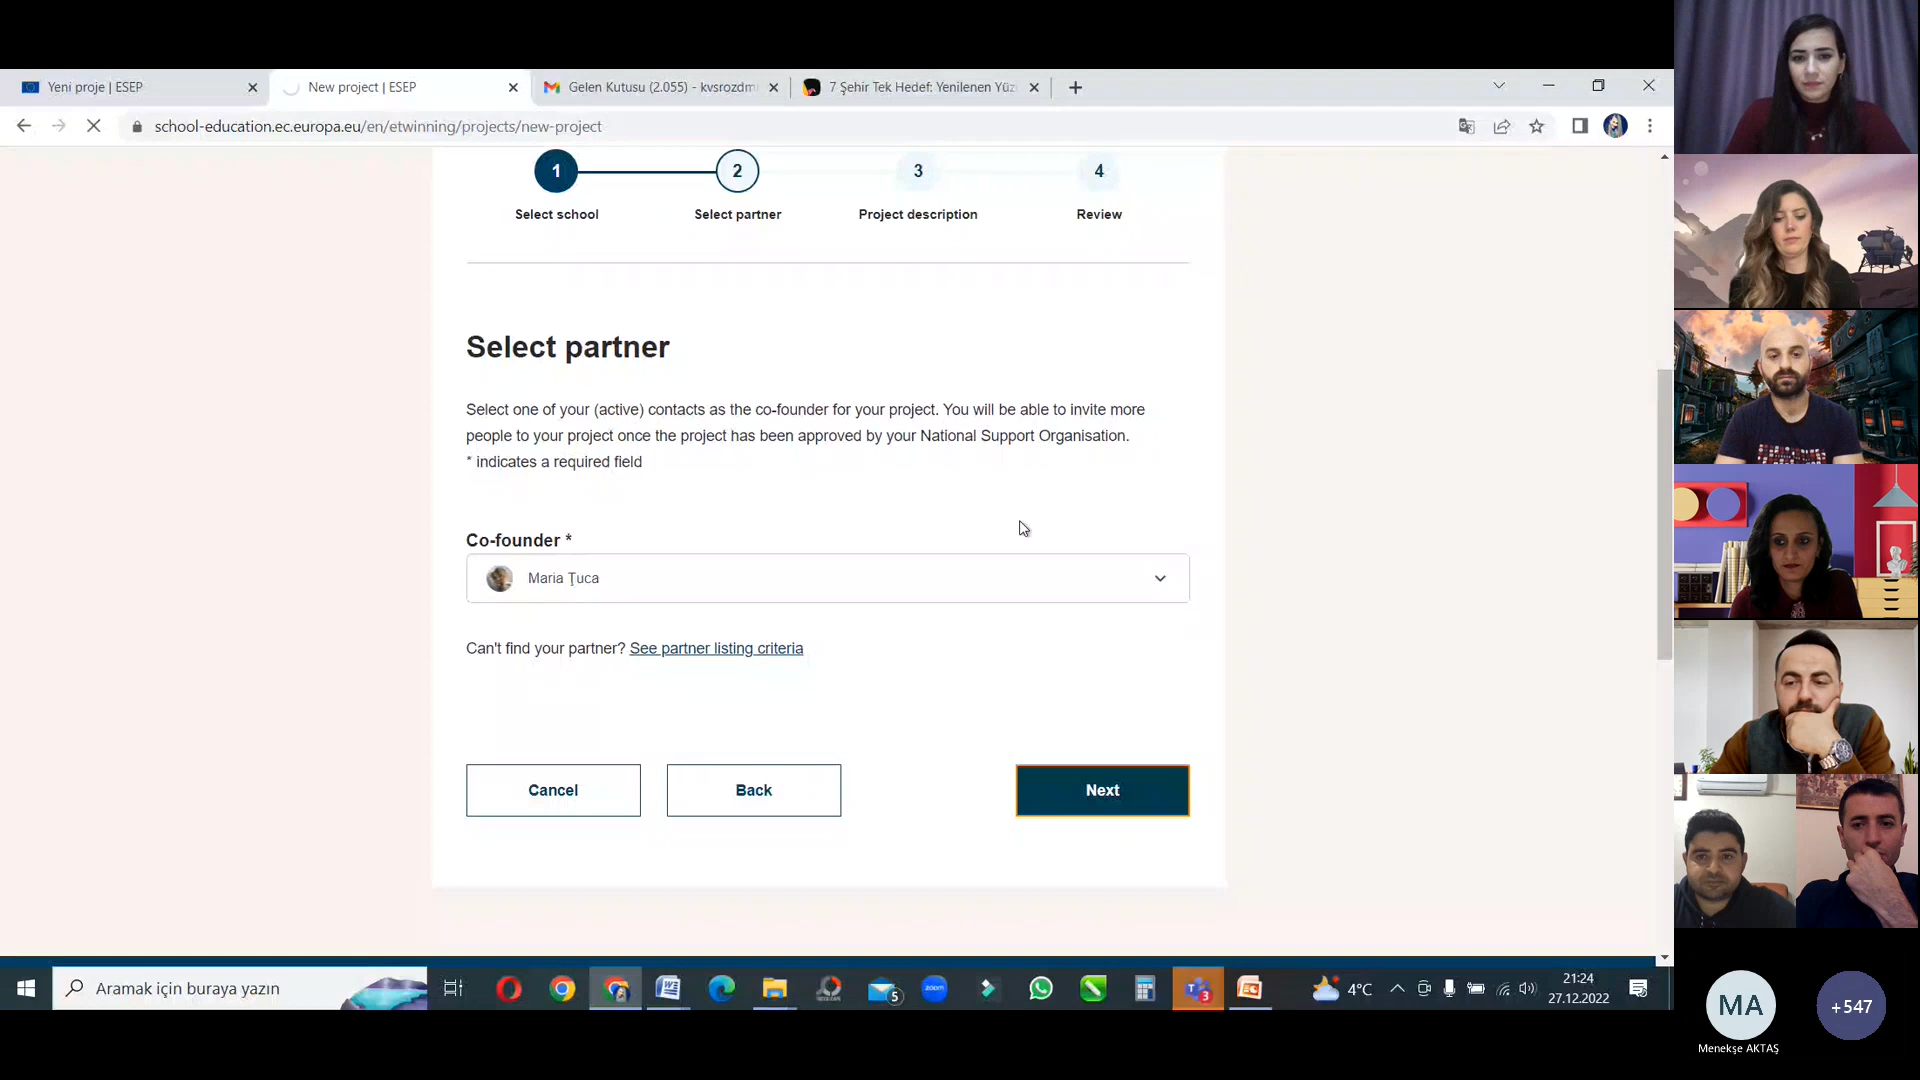 Yeni proje | ESEP
New project | ESEP
Gelen Kutusu (2.055) - kvsrozdm
7 Şehir Tek Hedef: Yenilenen Yüz
school-education.ec.europa.eu/en/etwinning/projects/new-project
1
2
3
4
Select school
Select partner
Project description
Review
Select partner
Select one of your (active) contacts as the co-founder for your project. You will be able to invite more
people to your project once the project has been approved by your National Support Organisation.
* indicates a required field
Co-founder *
Maria Țuca
Can't find your partner? See partner listing criteria
Cancel
Back
Next
Aramak için buraya yazın
5
zoom
3
4°C
21:24
27.12.2022
MA
+547
Menekşe AKTAŞ